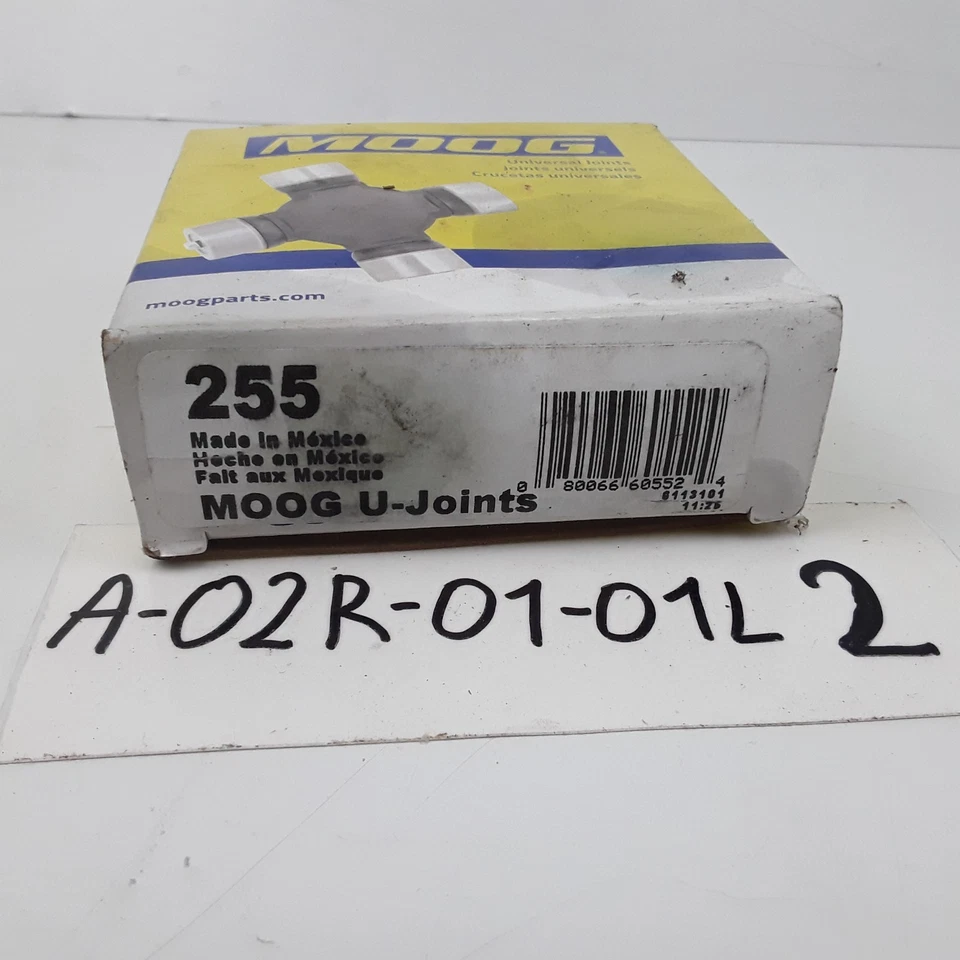 MOOG
Universal Joints
Joints universels
Crucetas universales
moogparts.com
255
Made in México
Hecho en México
Fait aux Mexique
MOOG U-Joints
0 80066 60552 4
6113101
11:26
A-02R-01-01L 2